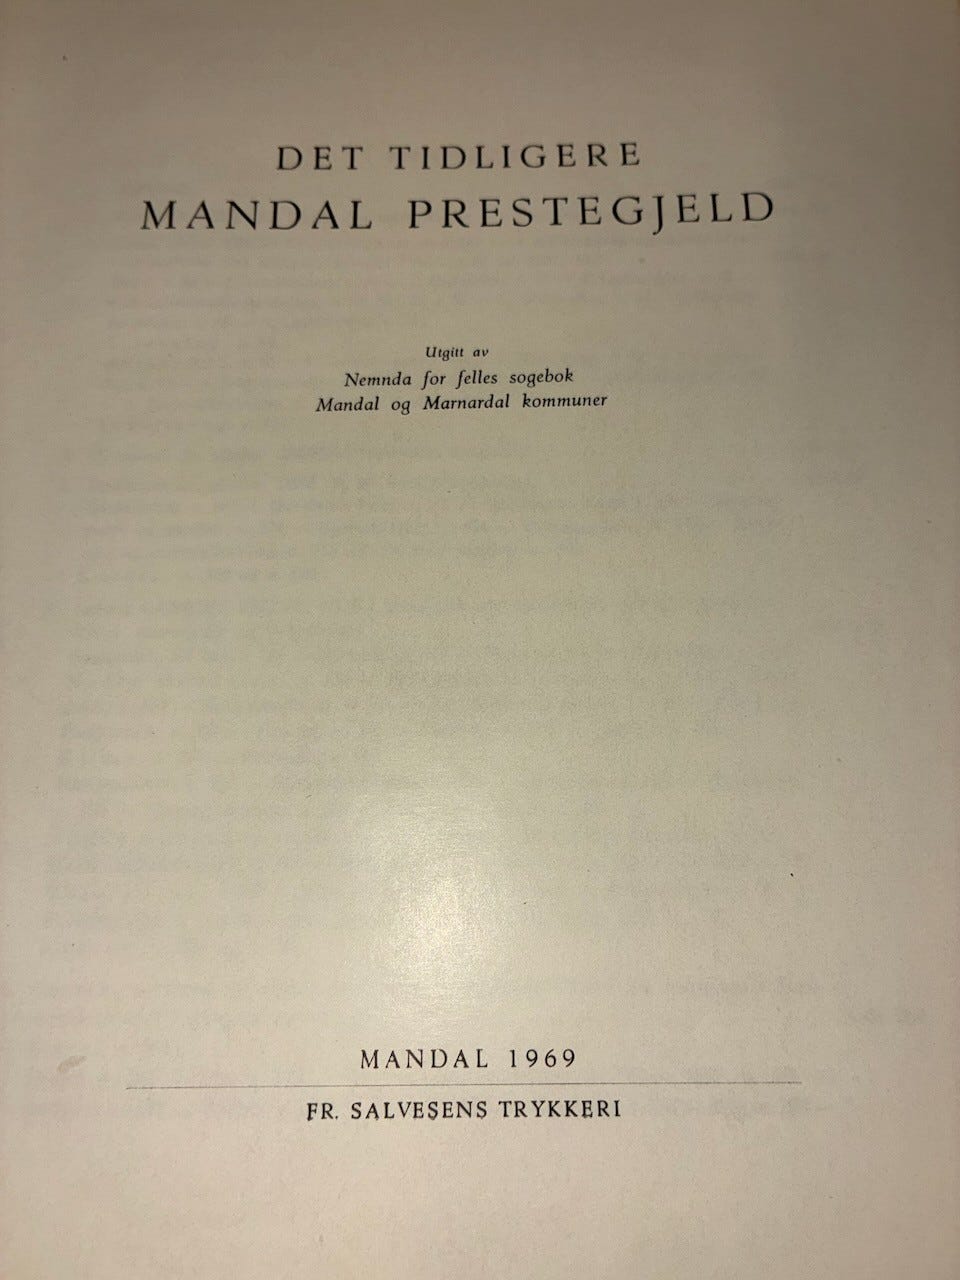 DET TIDLIGERE
MANDAL PRESTEGJELD
Utgitt av
Nemnda for felles sogebok
Mandal og Marnardal kommuner
MANDAL 1969
FR. SALVESENS TRYKKERI